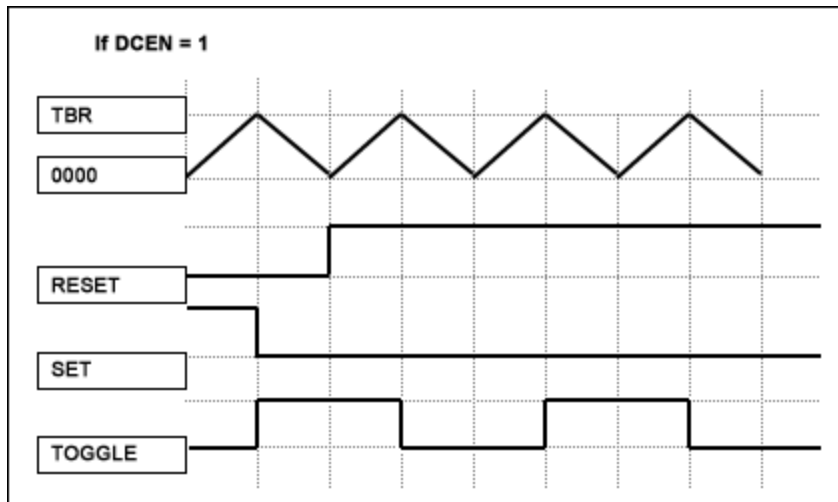 If DCEN = 1
TBR
0000
RESET
SET
TOGGLE